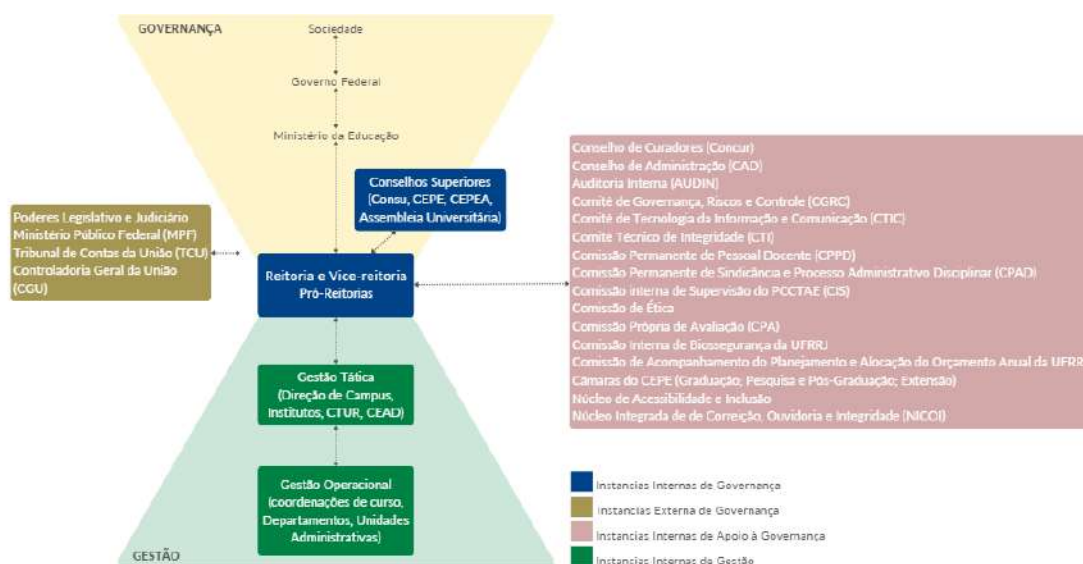 GOVERNANÇA
Sociedade
Governo Federal
Ministério da Educação
Conselhos Superiores
(Consu, CEPE, CEPEA,
Assembleia Universitária)
Poderes Legislativo e Judiciário
Ministério Público Federal (MPF)
Tribunal de Contas da União (TCU)
Controladoria Geral da União
(CGU)
Reitoria e Vice-reitoria
Pró-Reitorias
Conselho de Curadores (Concur)
Conselho de Administração (CAD)
Auditoria Interna (AUDIN)
Comitê de Governança, Riscos e Controle (CGRC)
Comitê de Tecnologia da Informação e Comunicação (CTIC)
Comitê Técnico de Integridade (CTI)
Comissão Permanente de Pessoal Docente (CPPD)
Comissão Permanente de Sindicância e Processo Administrativo Disciplinar (CPAD)
Comissão interna de Supervisão do PCCTAE (CIS)
Comissão de Ética
Comissão Própria de Avaliação (CPA)
Comissão Interna de Biossegurança da UFRRJ
Comissão de Acompanhamento do Planejamento e Alocação do Orçamento Anual da UFRR
Câmaras do CEPE (Graduação; Pesquisa e Pós-Graduação; Extensão)
Núcleo de Acessibilidade e Inclusão
Núcleo Integrada de de Correição, Ouvidoria e Integridade (NICOI)
Gestão Tática
(Direção de Campus,
Institutos, CTUR, CEAD)
Gestão Operacional
(coordenações de curso,
Departamentos, Unidades
Administrativas)
GESTÃO
Instancias Internas de Governança
Instancias Externa de Governança
Instancias Internas de Apoio à Governança
Instancias Internas de Gestão